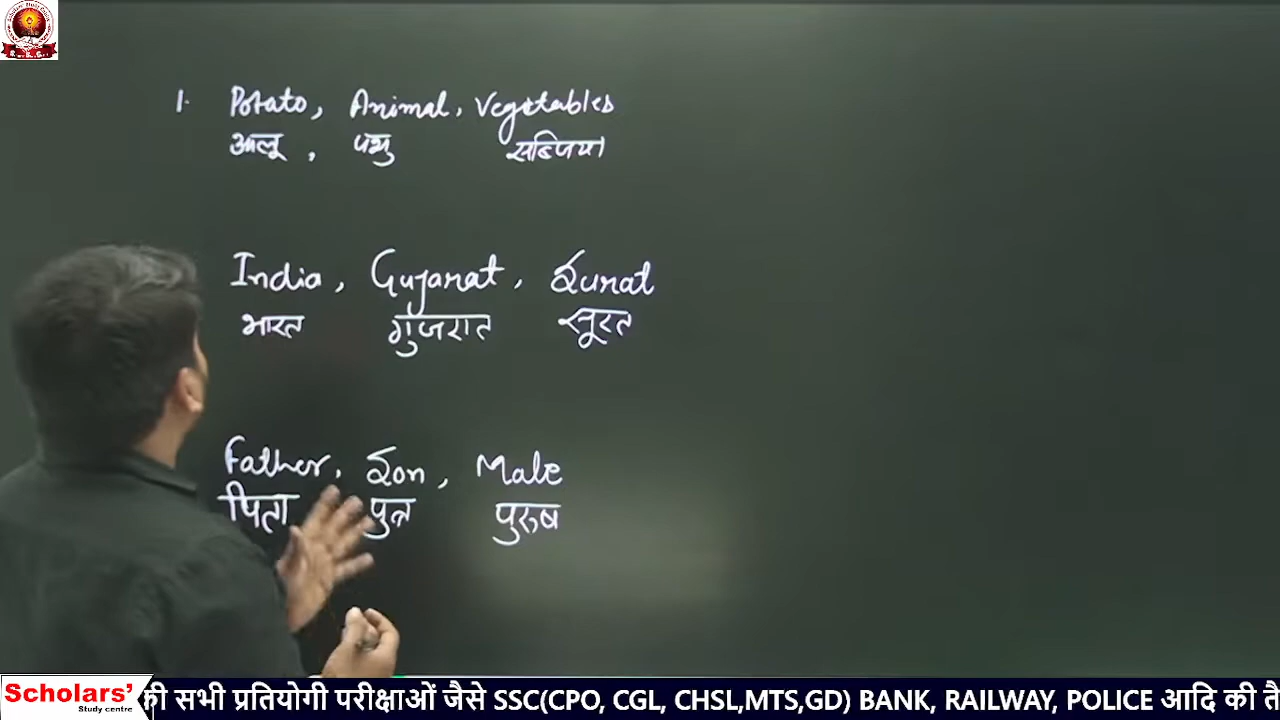 1. Potato, Animal, Vegetables
आलू, पशु सब्जिया
India, Gujarat, Surat
भारत गुजरात सूरत
Father, Son, Male
पिता पुत्र पुरुष
Scholars'
Study centre
की सभी प्रतियोगी परीक्षाओं जैसे SSC(CPO, CGL, CHSL,MTS,GD) BANK, RAILWAY, POLICE आदि की तै